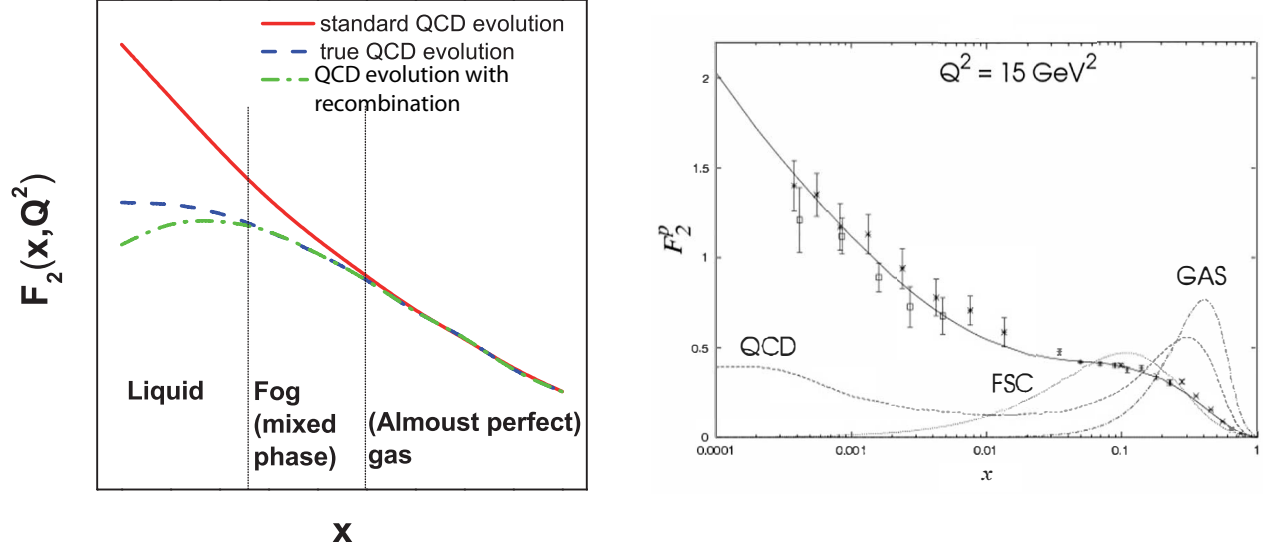 standard QCD evolution
true QCD evolution
QCD evolution with
recombination
F2(x,Q2)
Liquid
Fog
(mixed
phase)
(Almoust perfect)
gas
x
Q2 = 15 GeV2
2
1.5
1
0.5
0
F2p
QCD
FSC
GAS
0.0001
0.001
0.01
0.1
1
x